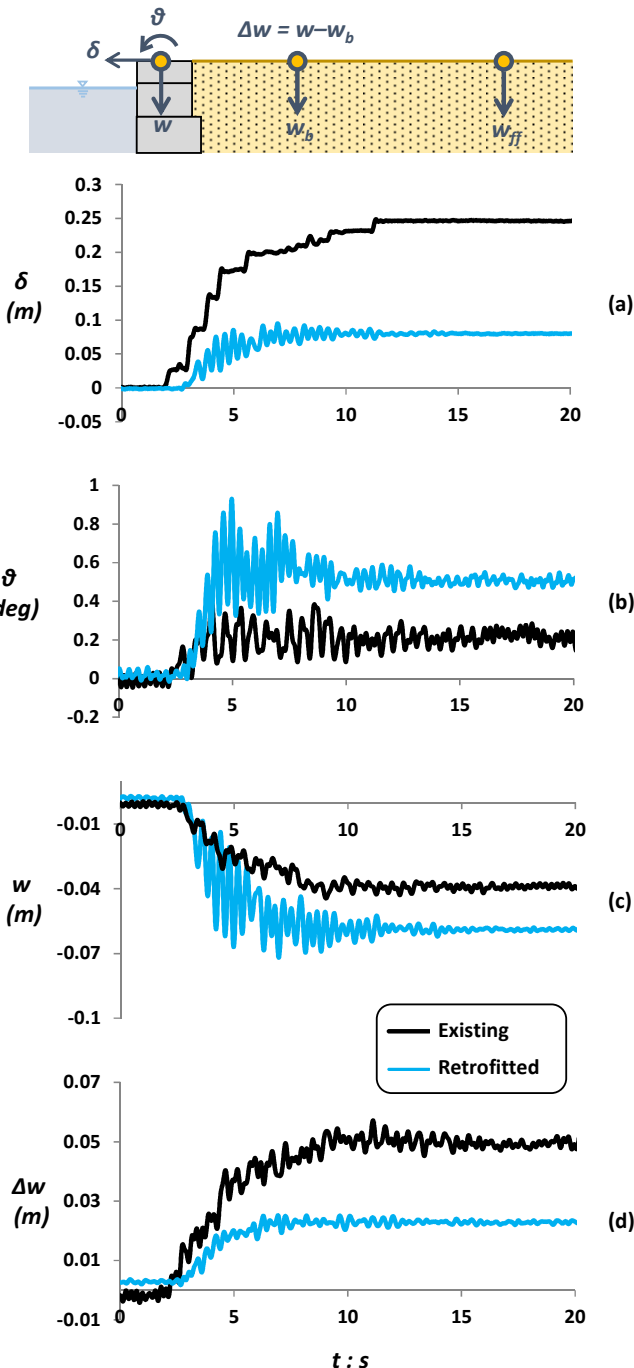 ϑ
Δw = w–w_b
δ
w
w_b
w_ff
0.3
0.25
0.2
0.15
0.1
0.05
0
-0.05
δ
(m)
0 5 10 15 20
(a)
1
0.8
0.6
0.4
0.2
0
-0.2
ϑ
deg)
0 5 10 15 20
(b)
-0.01
-0.04
-0.07
-0.1
w
(m)
0 5 10 15 20
(c)
Existing
Retrofitted
0.07
0.05
0.03
0.01
-0.01
Δw
(m)
0 5 10 15 20
(d)
t : s